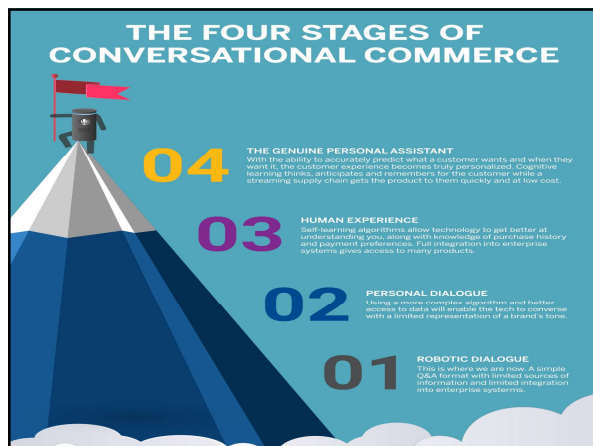 THE FOUR STAGES OF
CONVERSATIONAL COMMERCE
04
THE GENUINE PERSONAL ASSISTANT
With the ability to accurately predict what a customer wants and when they
want it, the customer experience becomes truly personalized. Cognitive
learning thinks, anticipates and remembers for the customer while a
streaming supply chain gets the product to them quickly and at low cost.
03
HUMAN EXPERIENCE
Self-learning algorithms allow technology to get better at
understanding you, along with knowledge of purchase history
and payment preferences. Full integration into enterprise
systems gives access to many products.
02
PERSONAL DIALOGUE
Using a more complex algorithm and better
access to data will enable the tech to converse
with a limited representation of a brand's tone.
01
ROBOTIC DIALOGUE
This is where we are now. A simple
Q&A format with limited sources of
information and limited integration
into enterprise systerms.